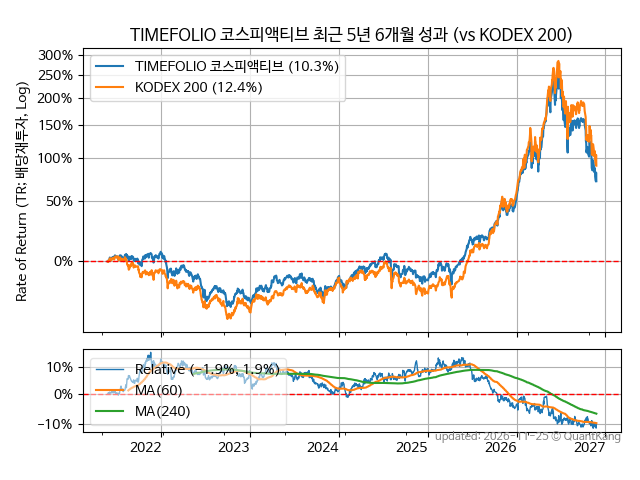 TIMEFOLIO 코스피액티브 최근 5년 6개월 성과 (vs KODEX 200)
Rate of Return (TR: 배당재투자, Log)
300%
250%
200%
150%
100%
50%
0%
TIMEFOLIO 코스피액티브 (10.3%)
KODEX 200 (12.4%)
10%
0%
−10%
Relative (−1.9%, 1.9%)
MA(60)
MA(240)
updated: 2026-11-25 © QuantKang
2022
2023
2024
2025
2026
2027